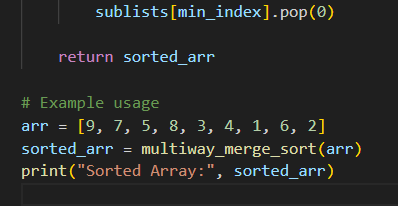 sublists[min_index].pop(0)
return sorted_arr
# Example usage
arr = [9, 7, 5, 8, 3, 4, 1, 6, 2]
sorted_arr = multiway_merge_sort(arr)
print("Sorted Array:", sorted_arr)